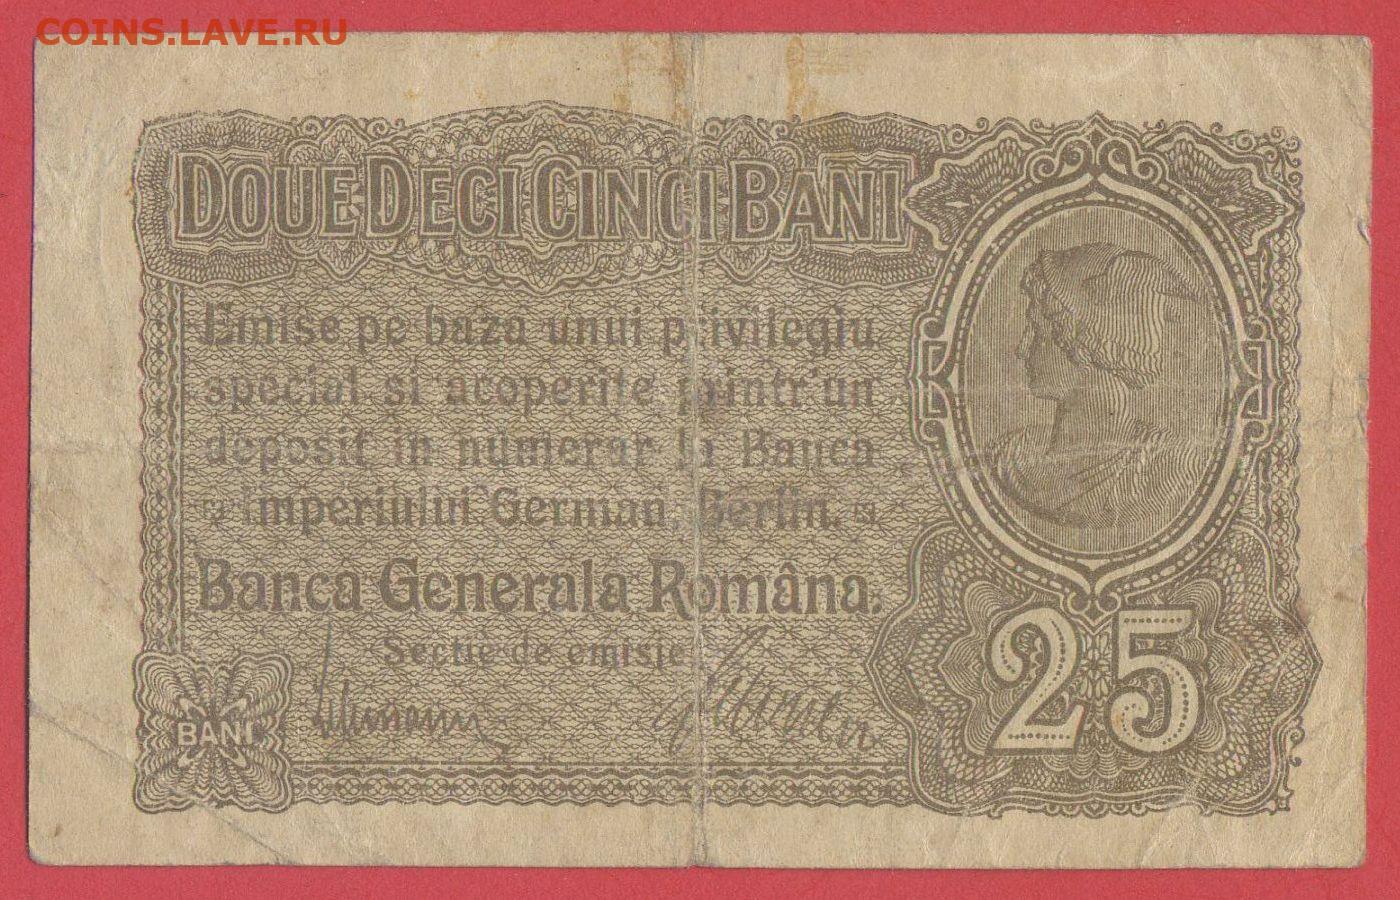 COINS.LAVE.RU
DOUE DECI CINCI BANI
Emise pe baza unui privilegiu
special si acoperite printr'un
deposit in numerar la Banca
Imperiului German, Berlin.
Banca Generala Româna.
Sectie de emisie
BANI
25